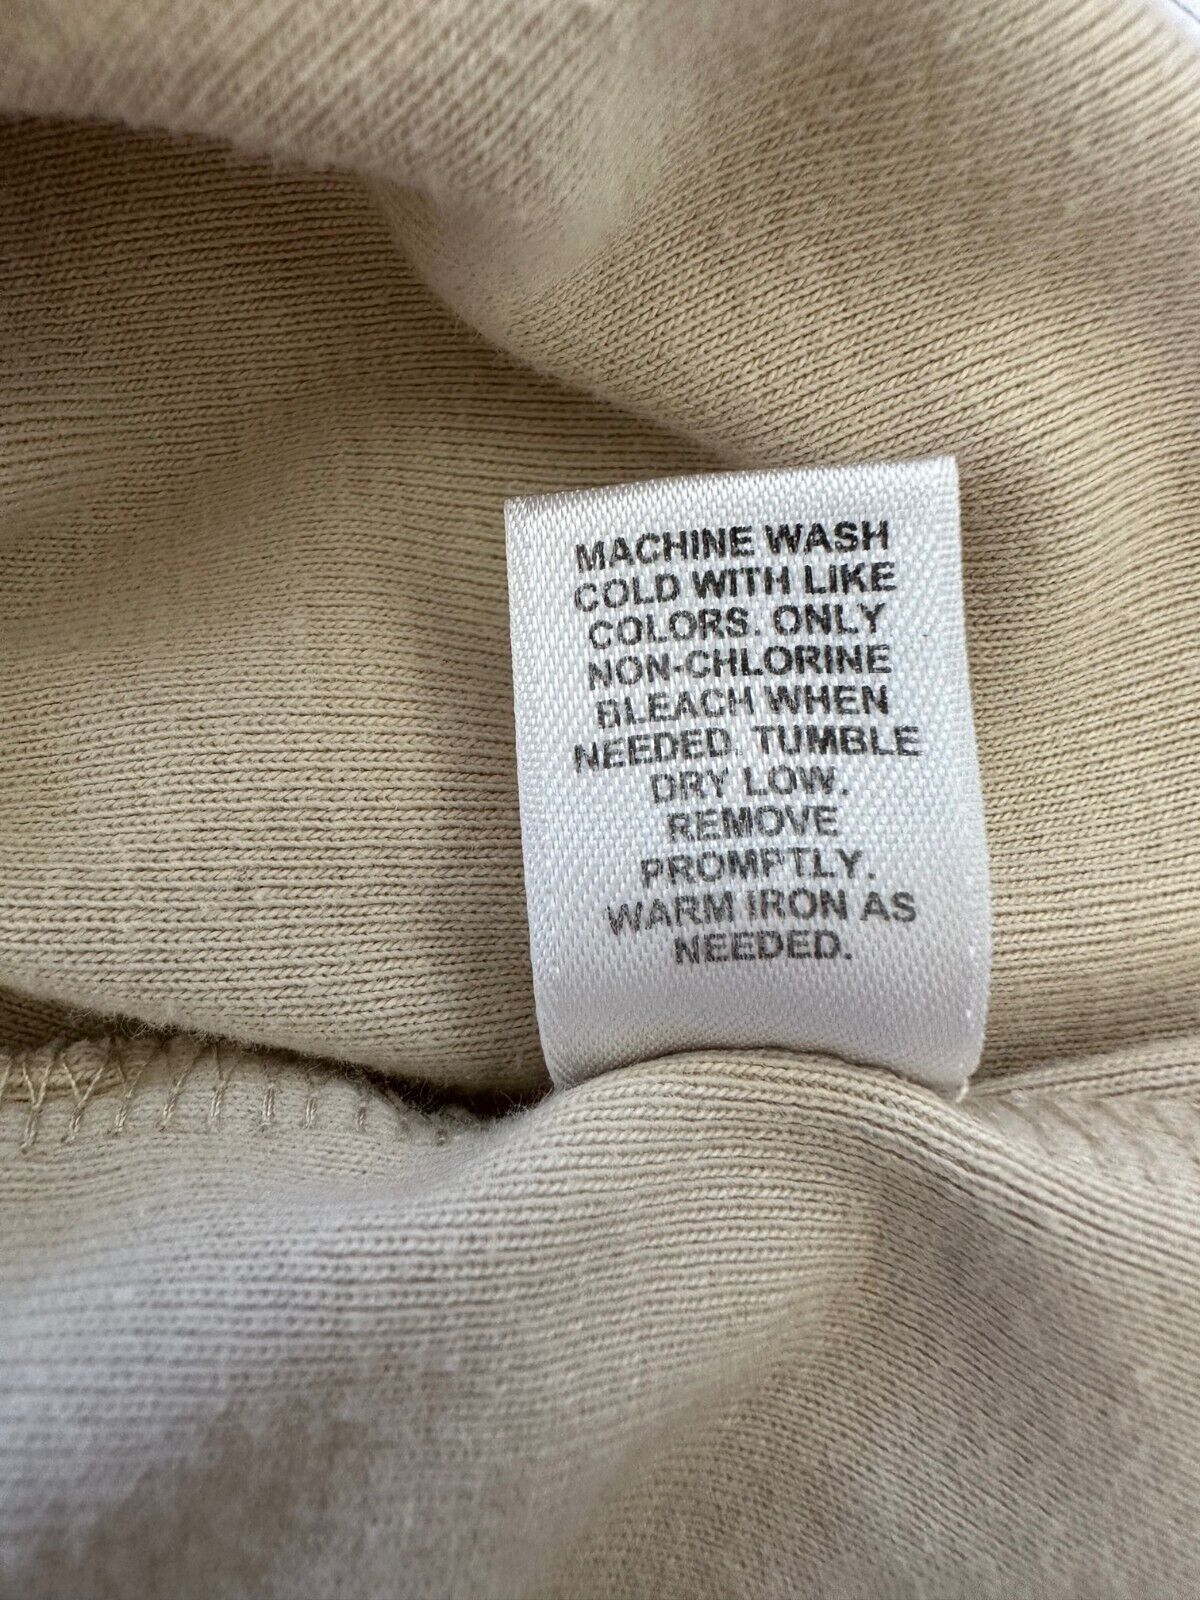 MACHINE WASH
COLD WITH LIKE
COLORS. ONLY
NON-CHLORINE
BLEACH WHEN
NEEDED. TUMBLE
DRY LOW.
REMOVE
PROMPTLY.
WARM IRON AS
NEEDED.